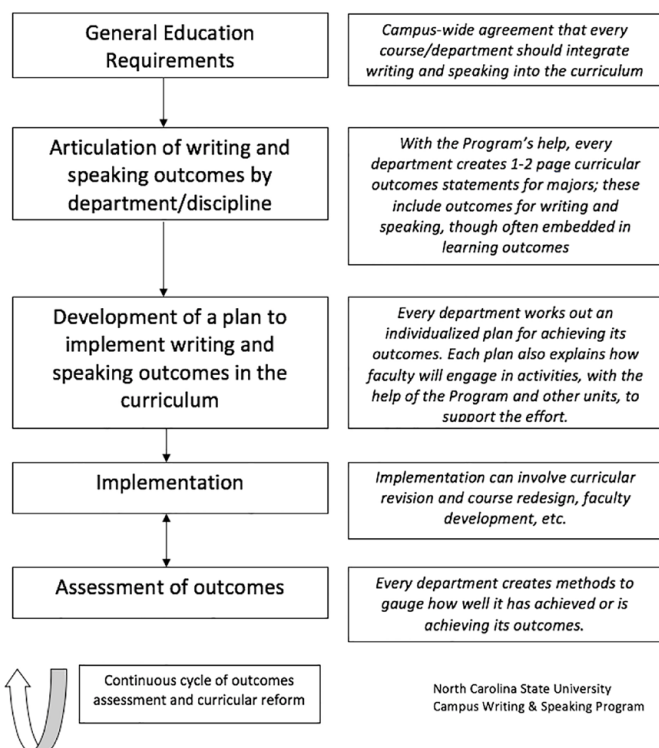 General Education
Requirements
Campus-wide agreement that every
course/department should integrate
writing and speaking into the curriculum
Articulation of writing and
speaking outcomes by
department/discipline
With the Program's help, every
department creates 1-2 page curricular
outcomes statements for majors; these
include outcomes for writing and
speaking, though often embedded in
learning outcomes
Development of a plan to
implement writing and
speaking outcomes in the
curriculum
Every department works out an
individualized plan for achieving its
outcomes. Each plan also explains how
faculty will engage in activities, with the
help of the Program and other units, to
support the effort.
Implementation
Implementation can involve curricular
revision and course redesign, faculty
development, etc.
Assessment of outcomes
Every department creates methods to
gauge how well it has achieved or is
achieving its outcomes.
Continuous cycle of outcomes
assessment and curricular reform
North Carolina State University
Campus Writing & Speaking Program